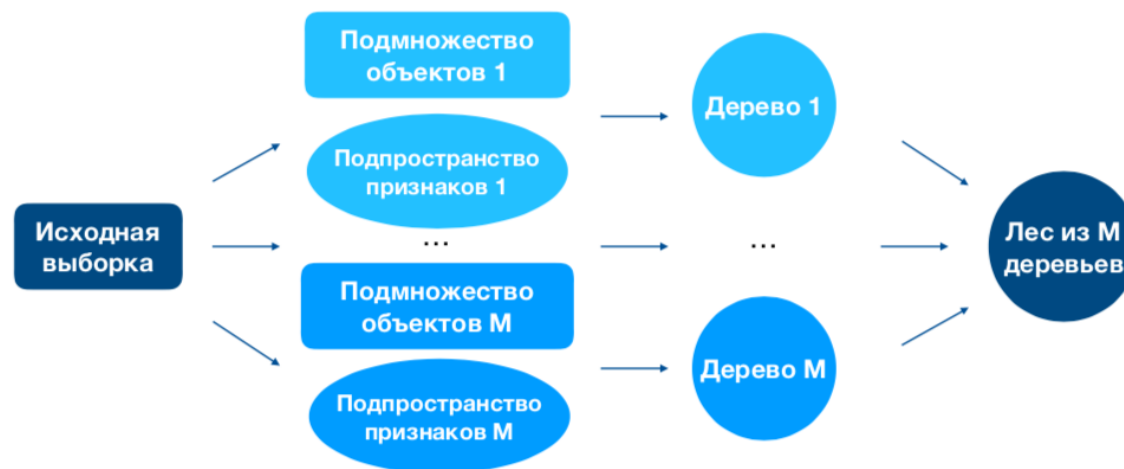 Исходная
выборка
Подмножество
объектов 1
Подпространство
признаков 1
...
Подмножество
объектов М
Подпространство
признаков М
Дерево 1
...
Дерево М
Лес из М
деревьев